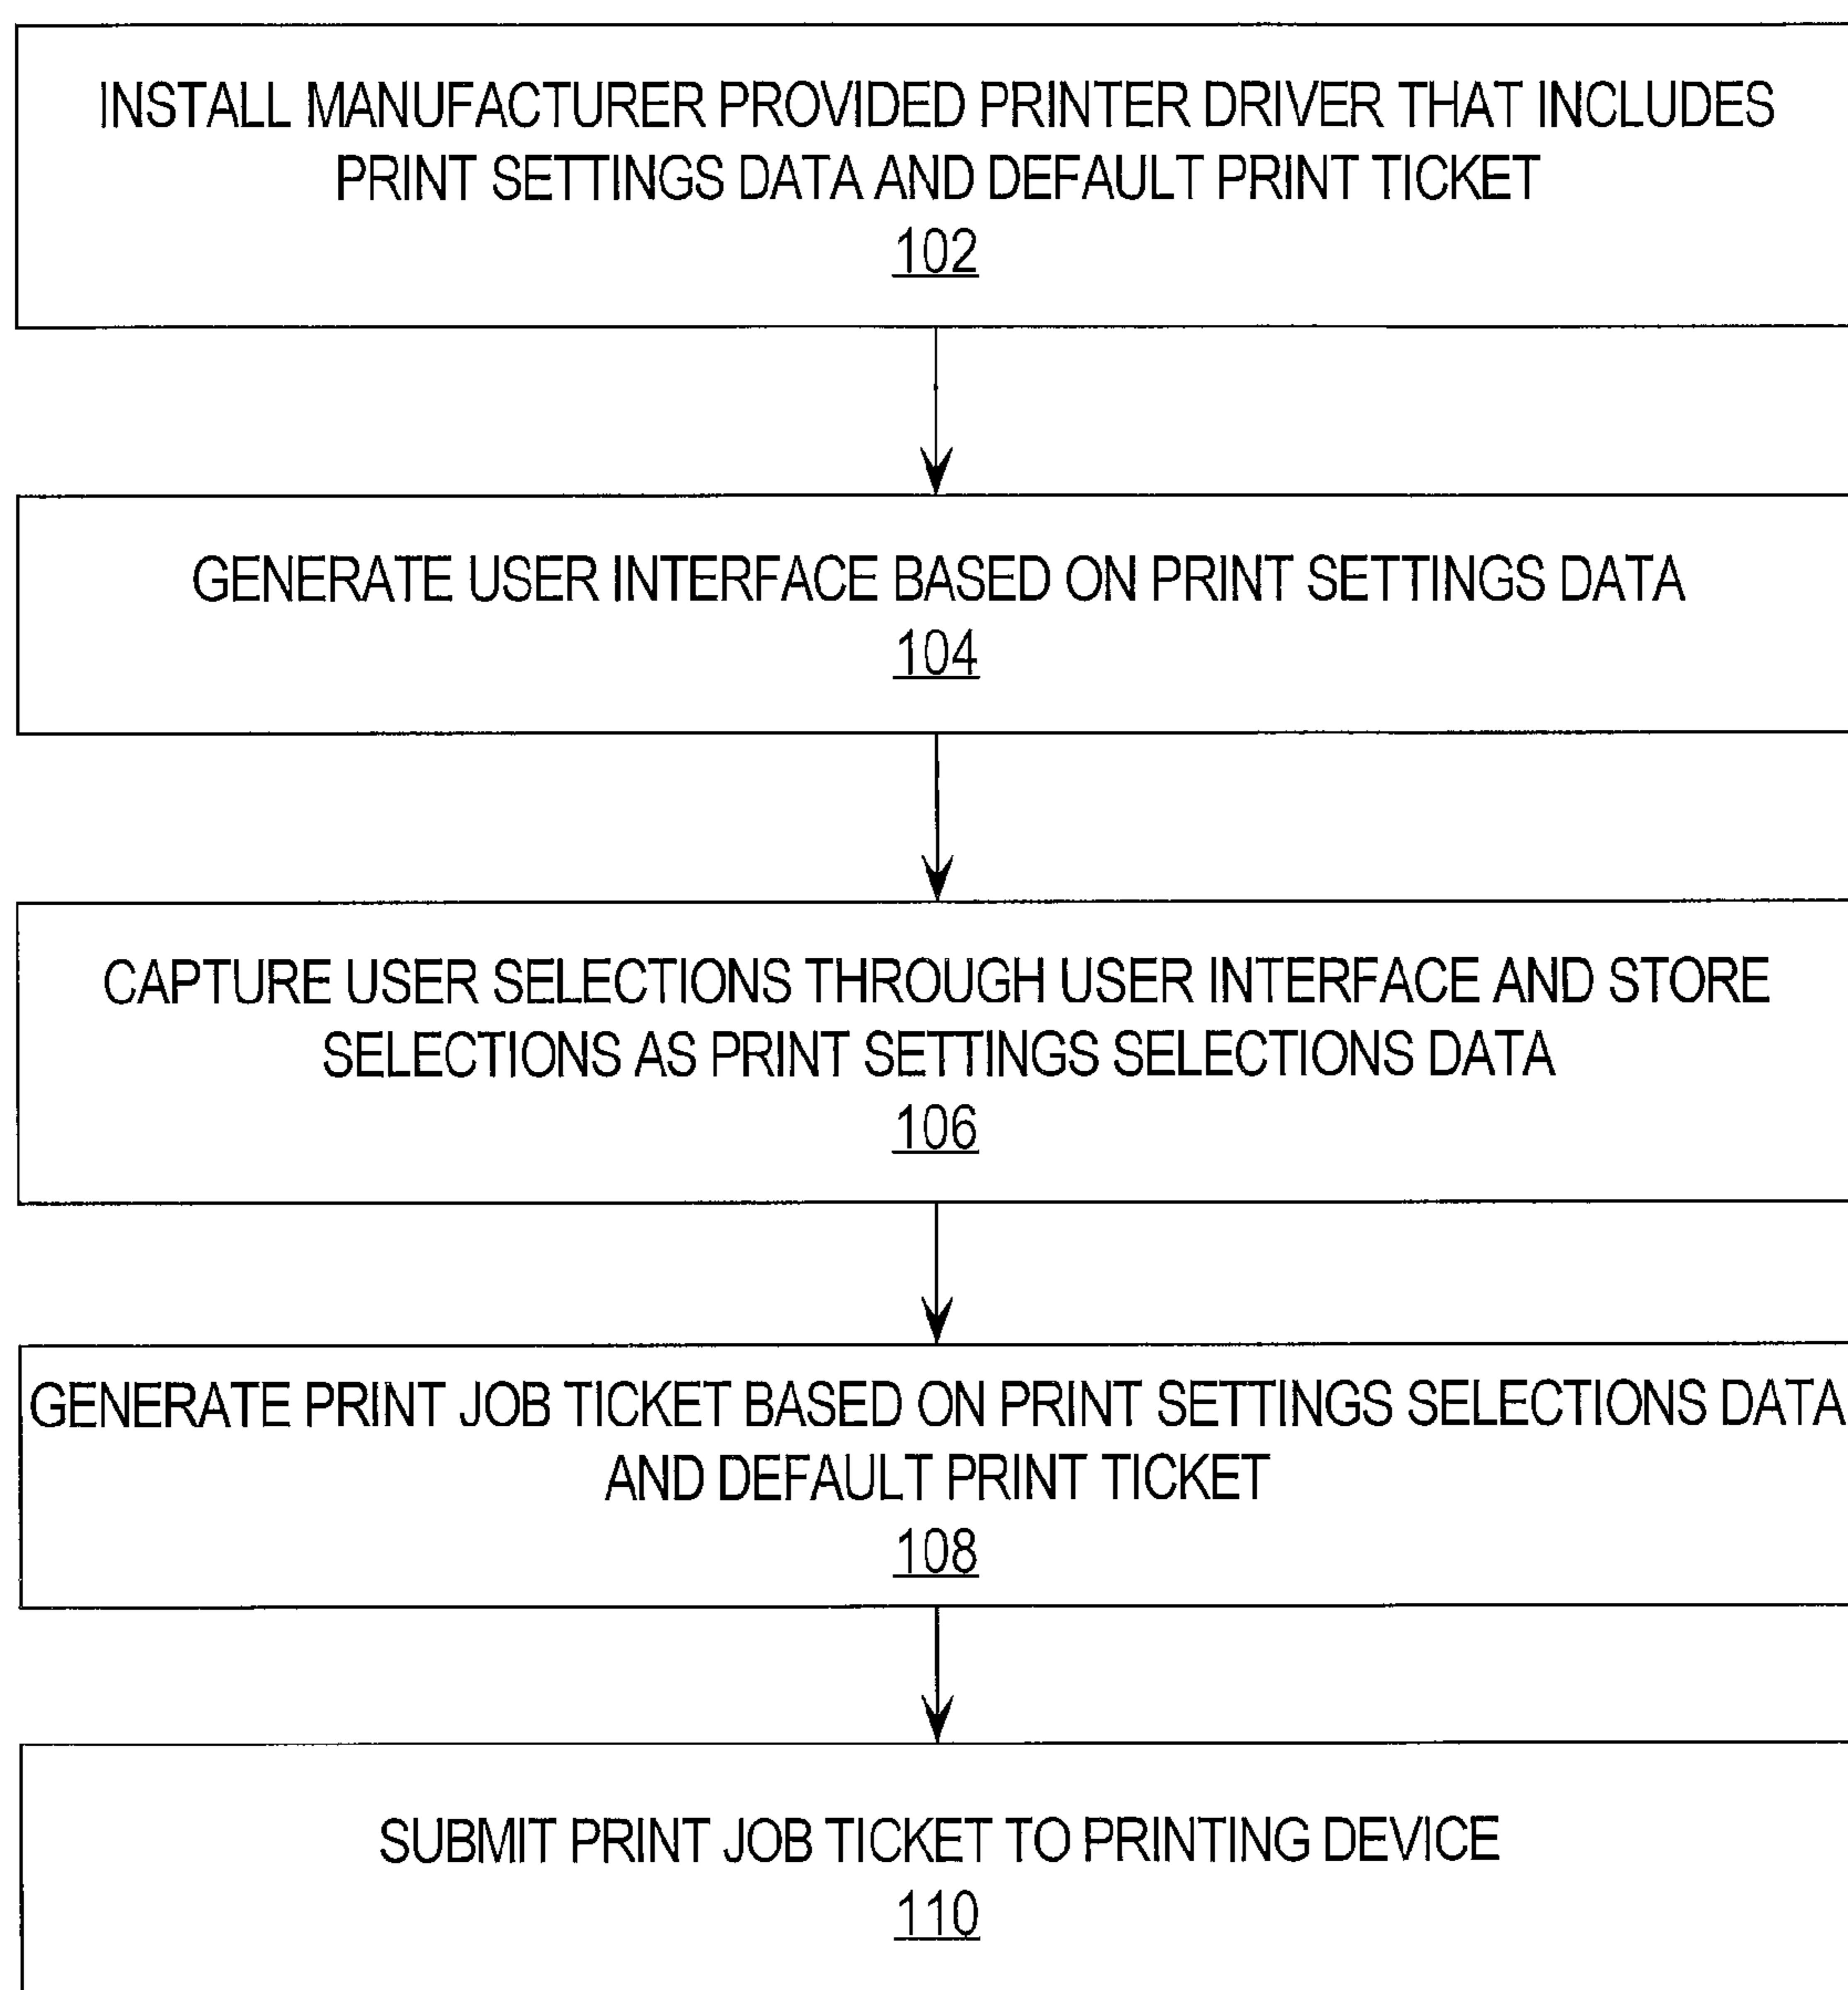 INSTALL MANUFACTURER PROVIDED PRINTER DRIVER THAT INCLUDES
PRINT SETTINGS DATA AND DEFAULT PRINT TICKET
102
GENERATE USER INTERFACE BASED ON PRINT SETTINGS DATA
104
CAPTURE USER SELECTIONS THROUGH USER INTERFACE AND STORE
SELECTIONS AS PRINT SETTINGS SELECTIONS DATA
106
GENERATE PRINT JOB TICKET BASED ON PRINT SETTINGS SELECTIONS DATA
AND DEFAULT PRINT TICKET
108
SUBMIT PRINT JOB TICKET TO PRINTING DEVICE
110